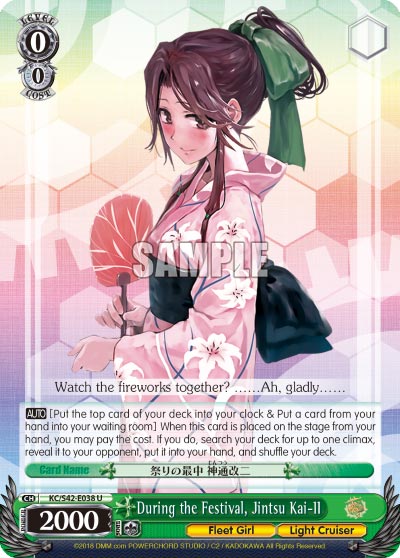 LEVEL
0
0
COST
SAMPLE
Watch the fireworks together? ……Ah, gladly……
AUTO [Put the top card of your deck into your clock & Put a card from your
hand into your waiting room] When this card is placed on the stage from your
hand, you may pay the cost. If you do, search your deck for up to one climax,
reveal it to your opponent, put it into your hand, and shuffle your deck.
Card Name
祭りの最中 神通改二
CH KC/S42-E038 U
2000
During the Festival, Jintsu Kai-II
Fleet Girl
Light Cruiser
©2018 DMM.com POWERCHORD STUDIO / C2 / KADOKAWA All Rights Reserved.